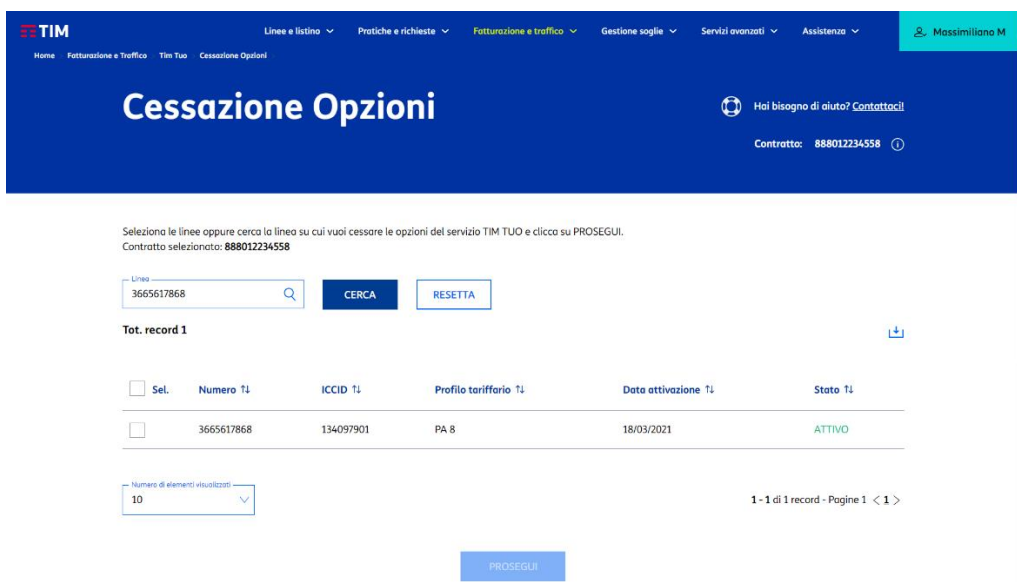 TIM
Linee e listino
Pratiche e richieste
Fatturazione e traffico
Gestione soglie
Servizi avanzati
Assistenza
Massimiliano M
Home Fatturazione e Traffico Tim Tuo Cessazione Opzioni
Cessazione Opzioni
Hai bisogno di aiuto? Contattaci!
Contratto: 888012234558
Seleziona le linee oppure cerca la linea su cui vuoi cessare le opzioni del servizio TIM TUO e clicca su PROSEGUI.
Contratto selezionato: 888012234558
Linea
3665617868
CERCA
RESETTA
Tot. record 1
Sel. Numero ICCID Profilo tariffario Data attivazione Stato
3665617868 134097901 PA 8 18/03/2021 ATTIVO
Numero di elementi visualizzati
10
1 - 1 di 1 record - Pagine 1 < 1 >
PROSEGUI